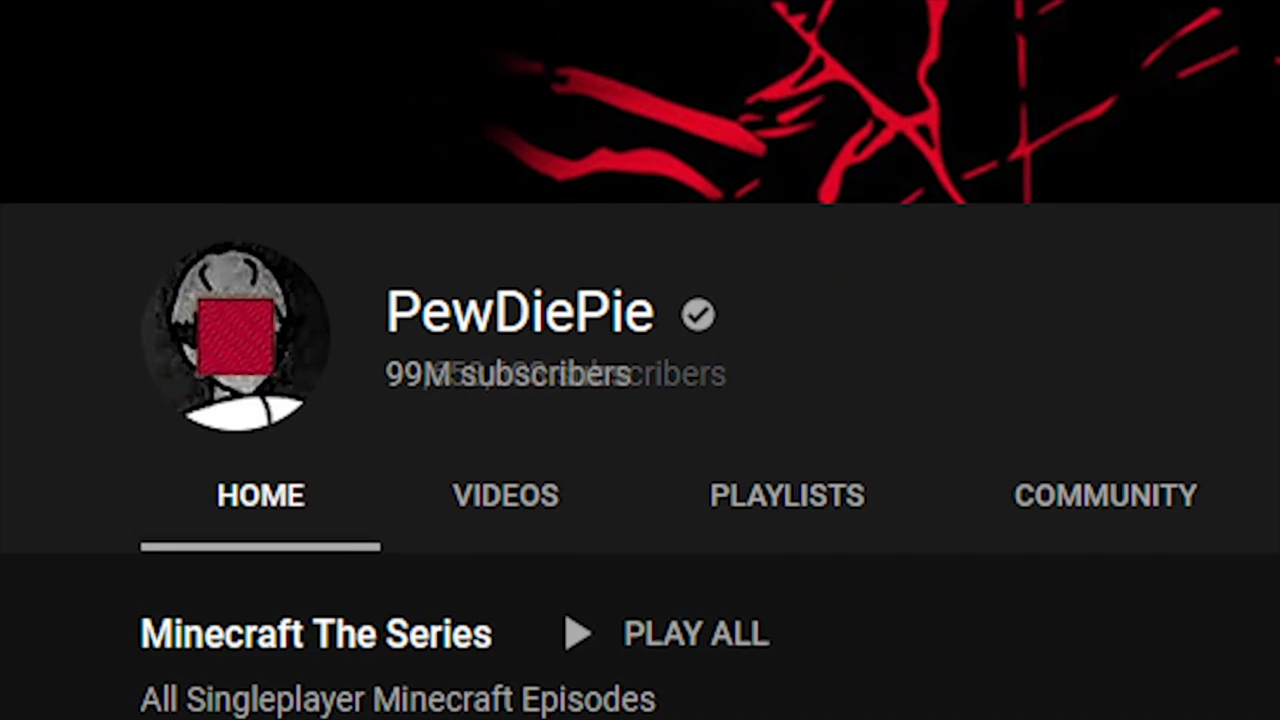 PewDiePie
99M subscribers
HOME VIDEOS PLAYLISTS COMMUNITY
Minecraft The Series PLAY ALL
All Singleplayer Minecraft Episodes